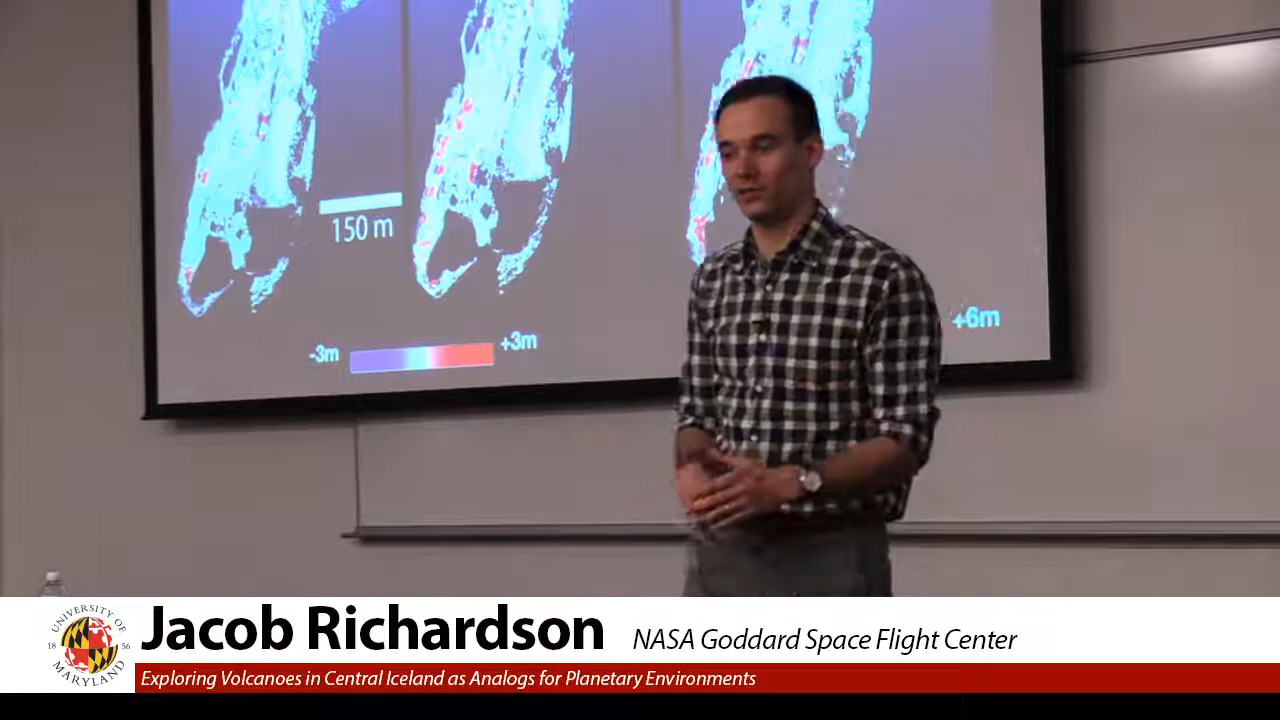 150 m
-3m
+3m
+6m
UNIVERSITY OF
18 56
MARYLAND
Jacob Richardson
NASA Goddard Space Flight Center
Exploring Volcanoes in Central Iceland as Analogs for Planetary Environments